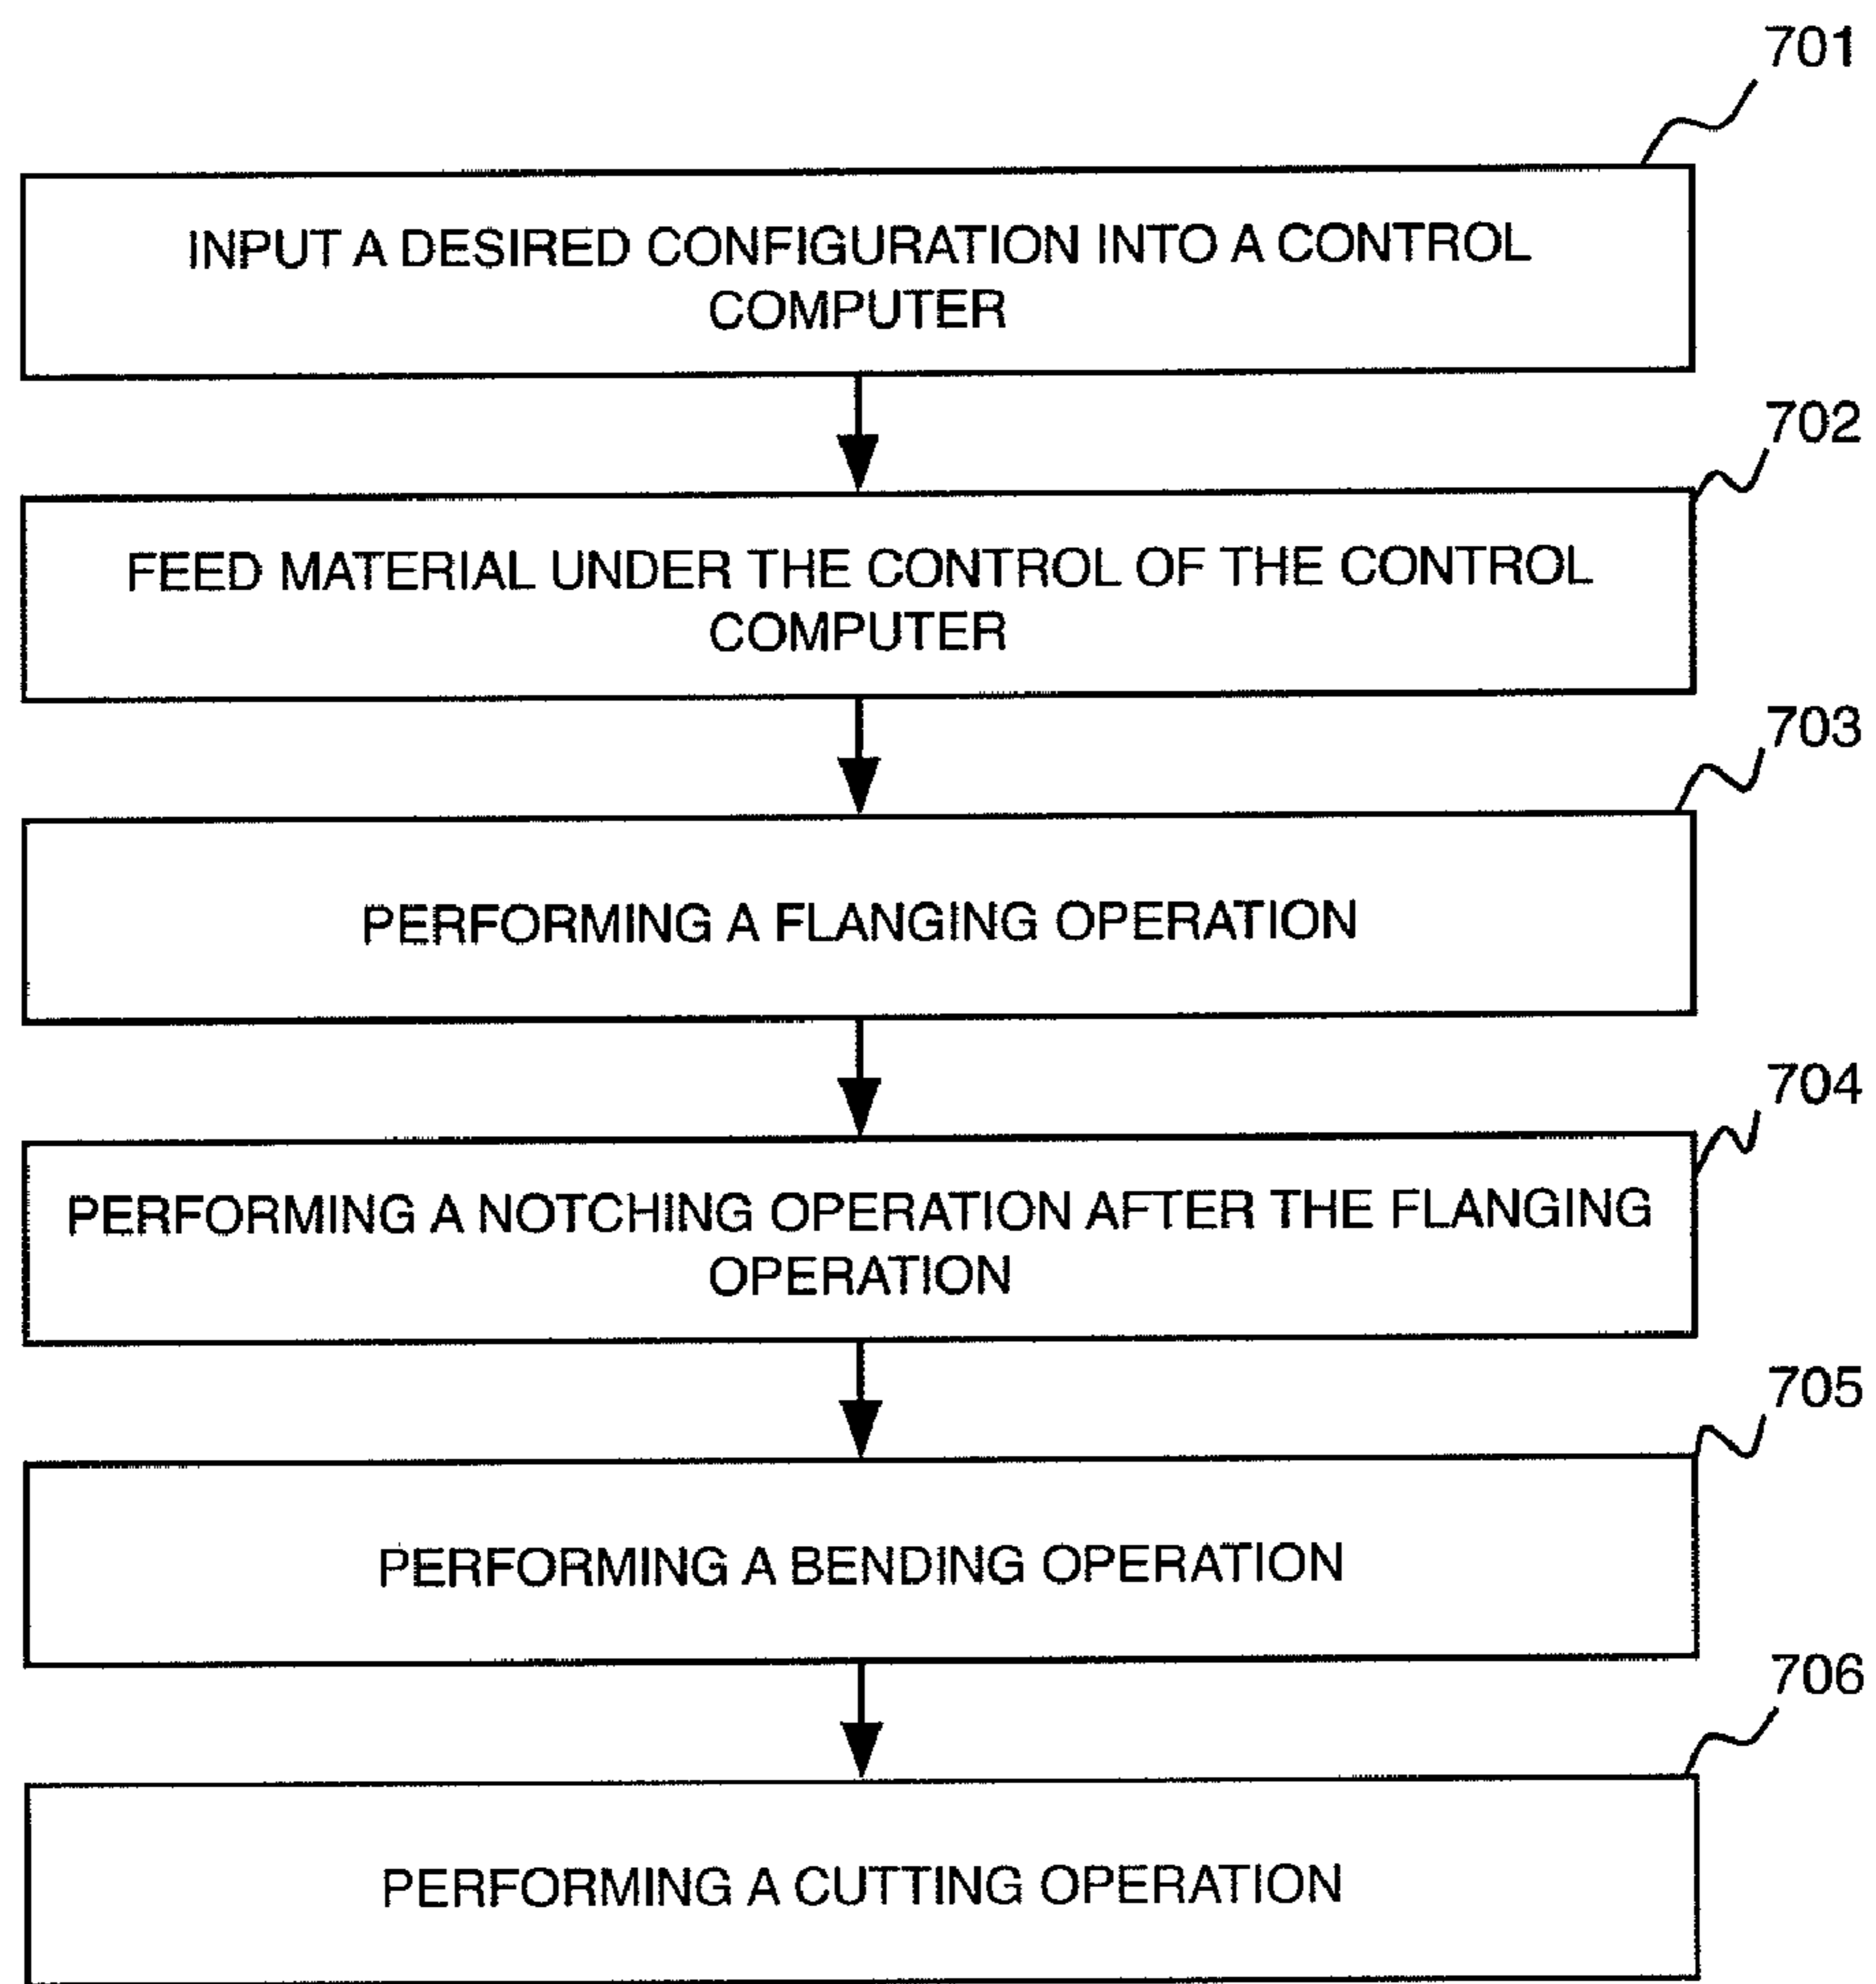 701
INPUT A DESIRED CONFIGURATION INTO A CONTROL
COMPUTER
702
FEED MATERIAL UNDER THE CONTROL OF THE CONTROL
COMPUTER
703
PERFORMING A FLANGING OPERATION
704
PERFORMING A NOTCHING OPERATION AFTER THE FLANGING
OPERATION
705
PERFORMING A BENDING OPERATION
706
PERFORMING A CUTTING OPERATION